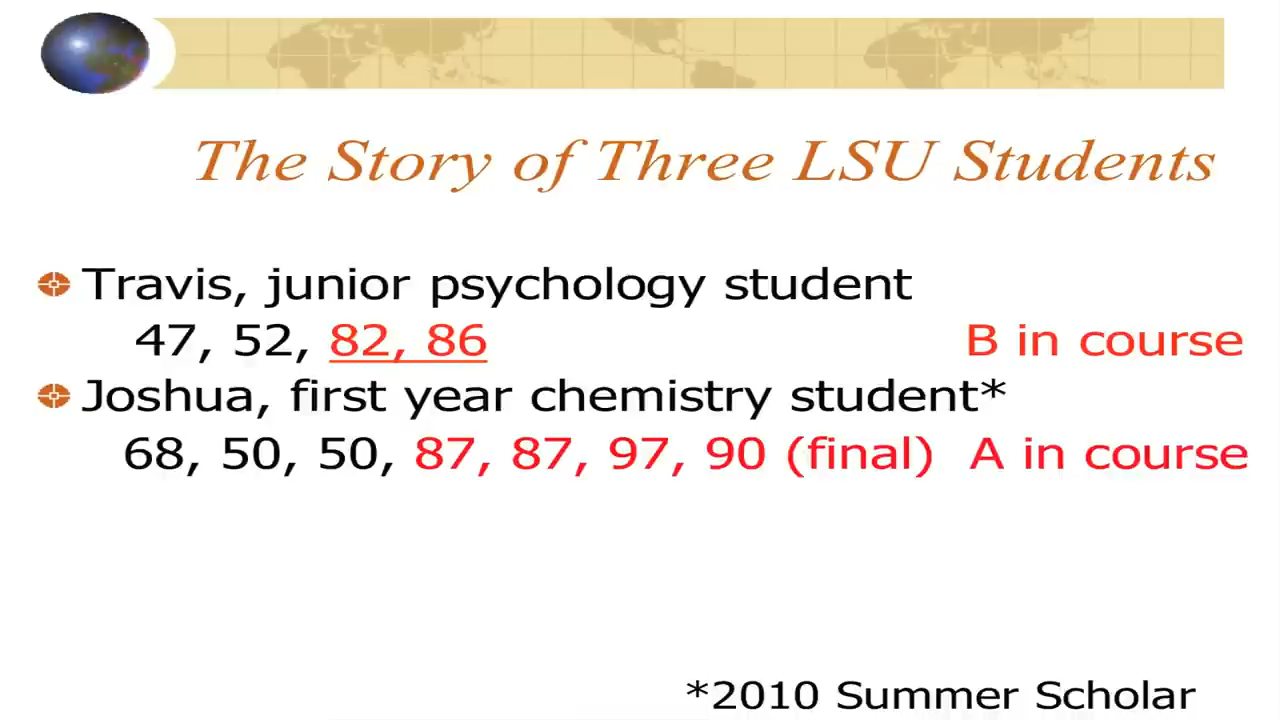 The Story of Three LSU Students
Travis, junior psychology student
47, 52, 82, 86 B in course
Joshua, first year chemistry student*
68, 50, 50, 87, 87, 97, 90 (final) A in course
*2010 Summer Scholar